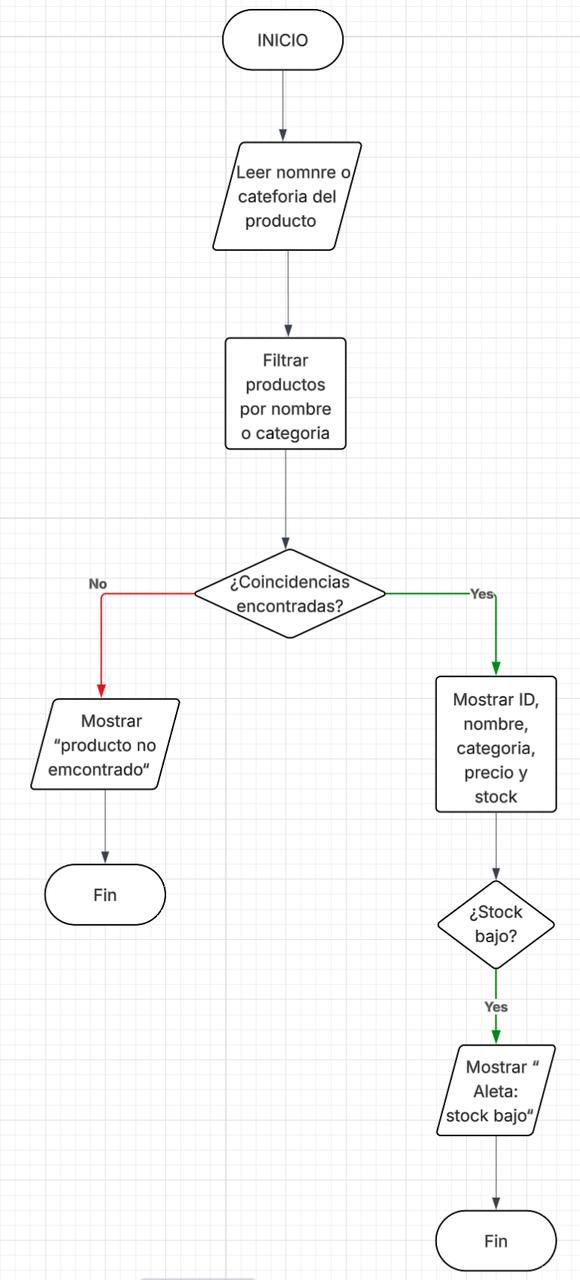 INICIO
Leer nomnre o
cateforia del
producto
Filtrar
productos
por nombre
o categoria
¿Coincidencias
encontradas?
No
Yes
Mostrar
“producto no
emcontrado“
Fin
Mostrar ID,
nombre,
categoria,
precio y
stock
¿Stock
bajo?
Yes
Mostrar “
Aleta:
stock bajo“
Fin